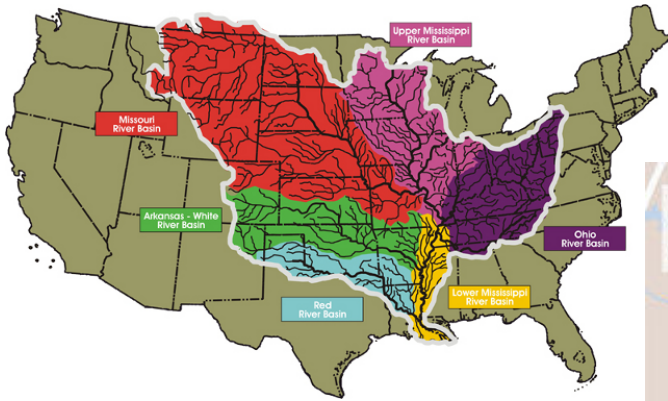 Upper Mississippi
River Basin
Missouri
River Basin
Arkansas - White
River Basin
Ohio
River Basin
Lower Mississippi
River Basin
Red
River Basin